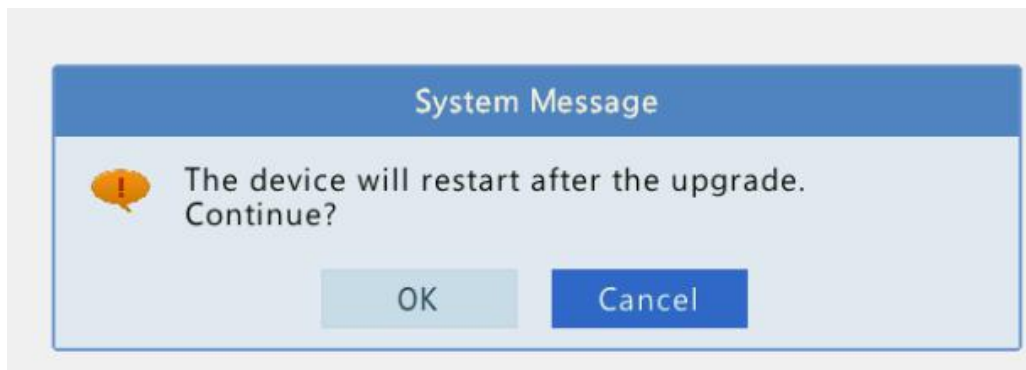 System Message
The device will restart after the upgrade.
Continue?
OK Cancel